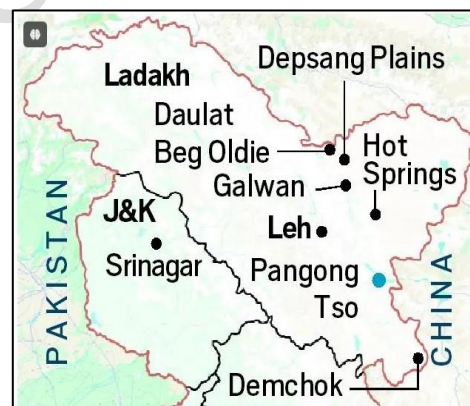 Depsang Plains
Ladakh
Daulat
Beg Oldie
Hot
Springs
Galwan
J&K
Leh
Srinagar
Pangong
Tso
Demchok
PAKISTAN
CHINA